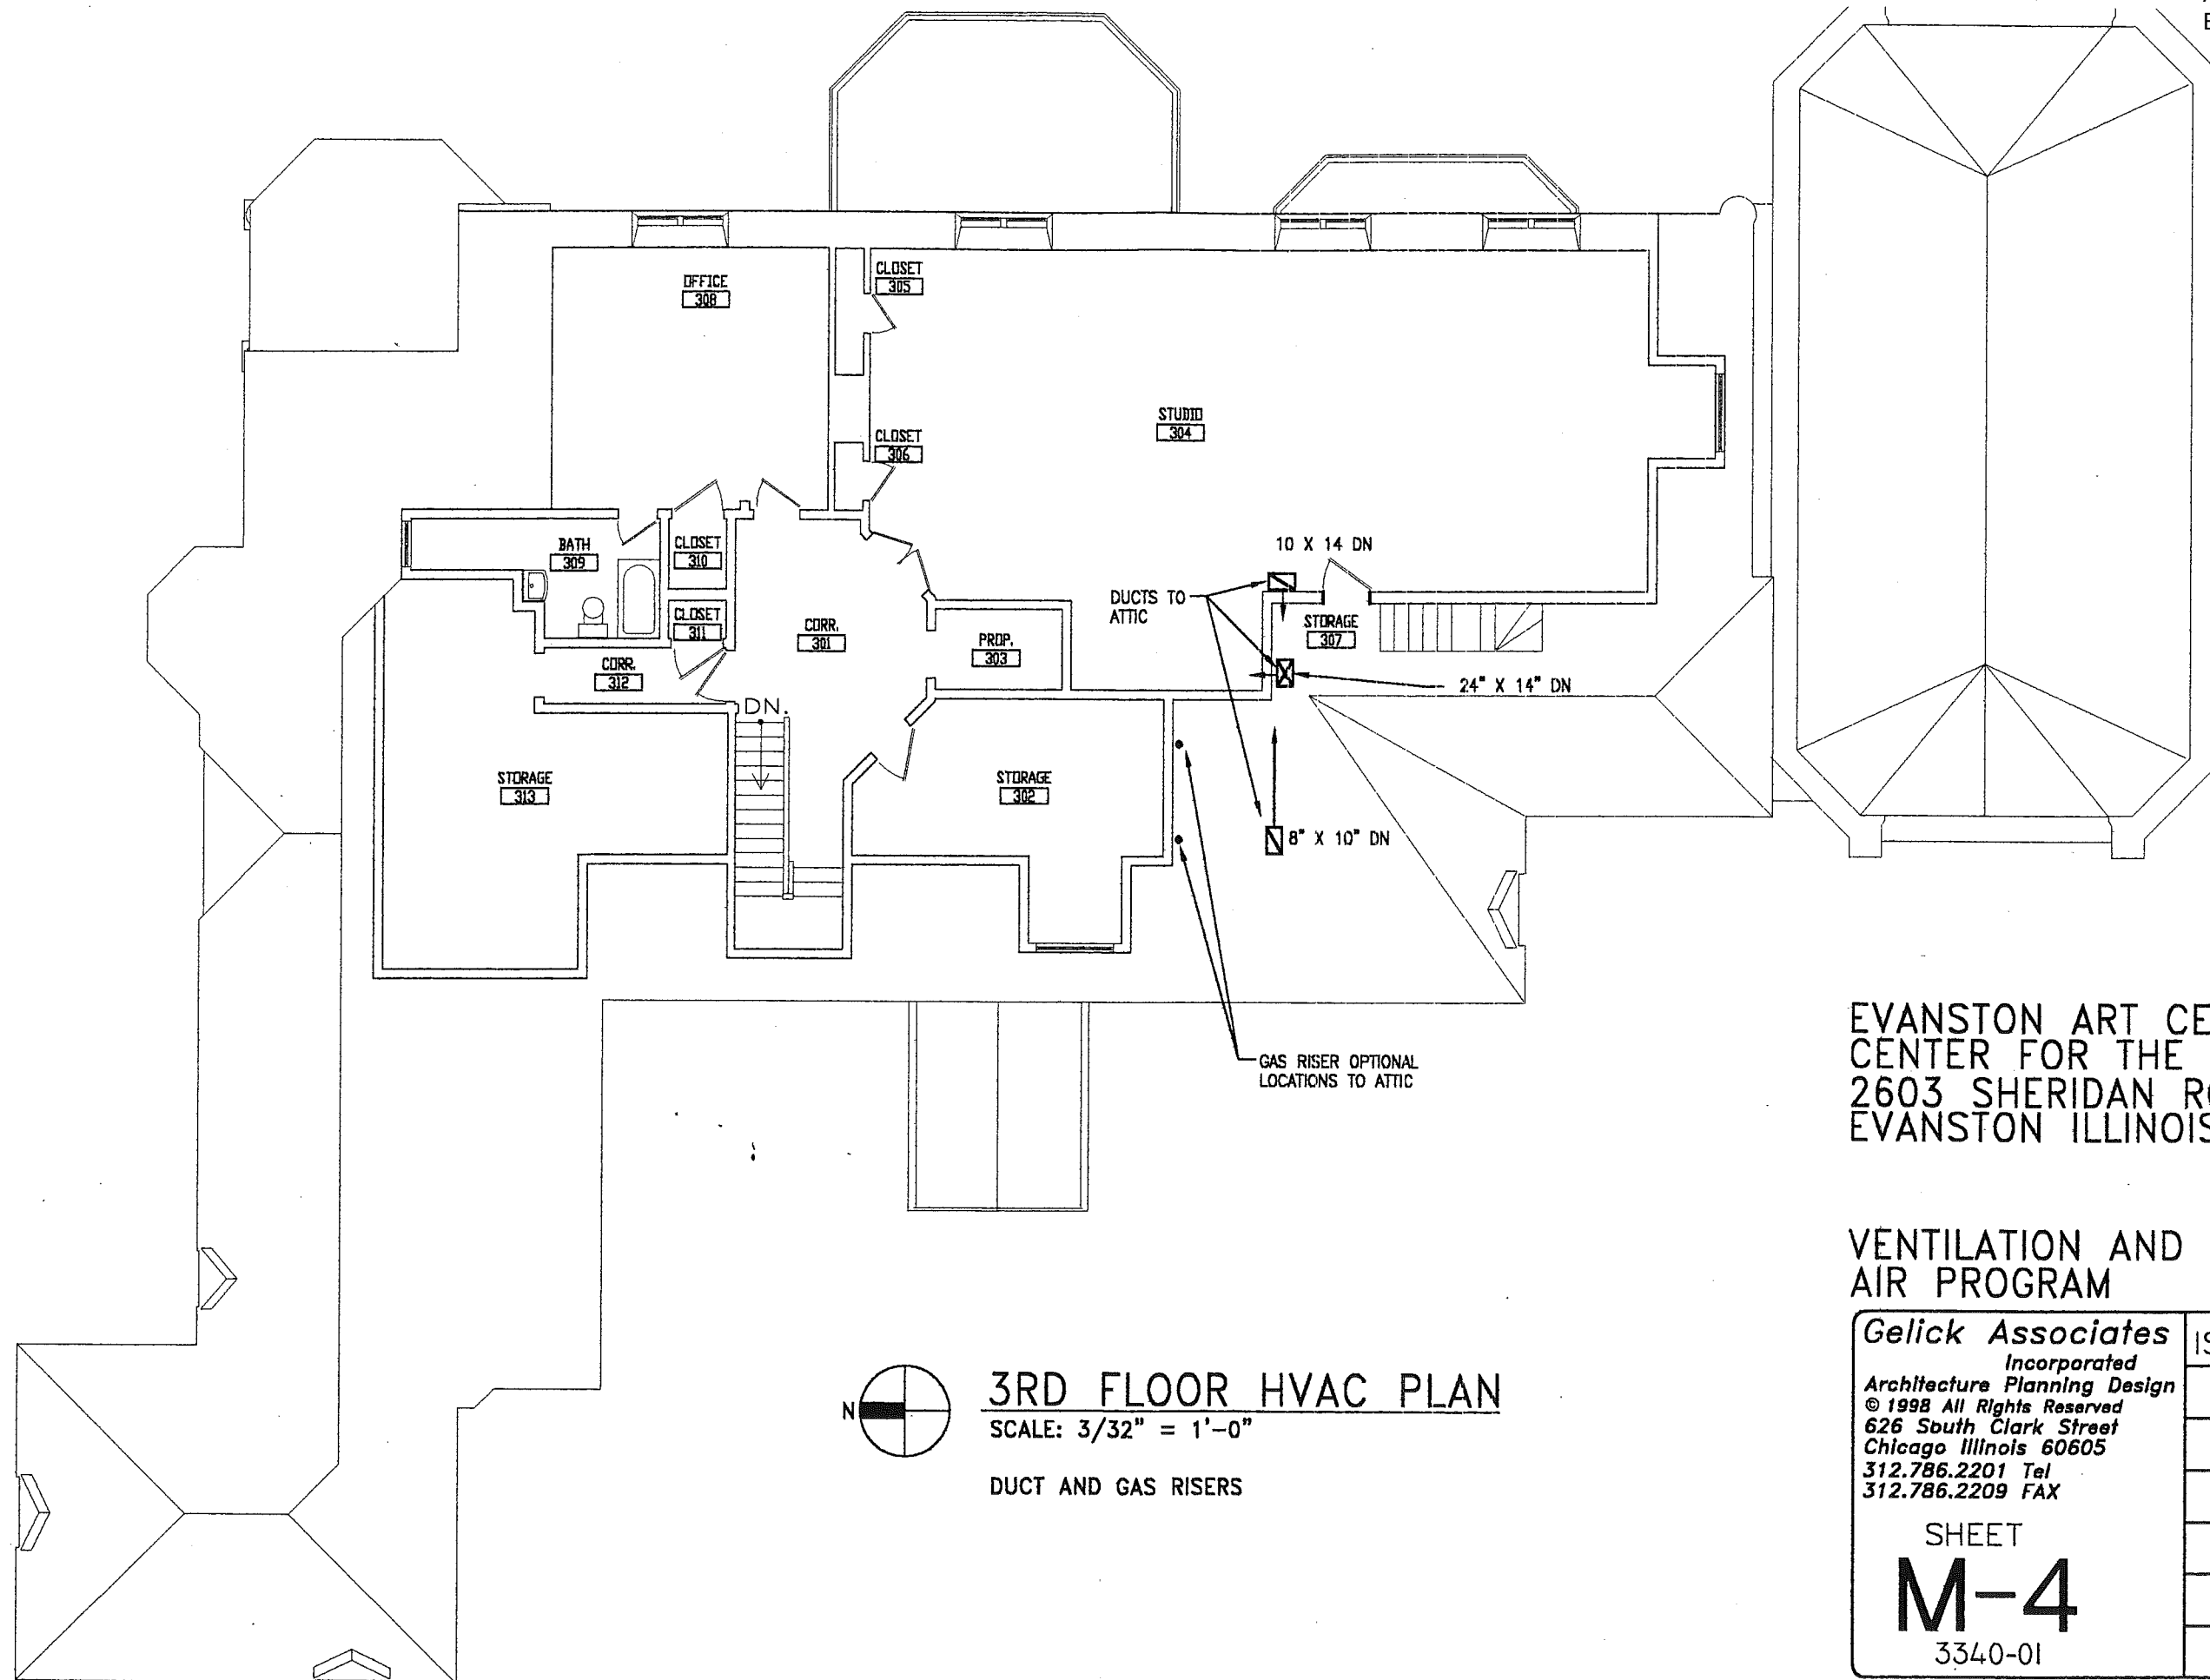 CLOSET
305
OFFICE
308
STUDIO
304
CLOSET
306
BATH
309
CLOSET
310
10 X 14 DN
DUCTS TO
ATTIC
CLOSET
311
CORR.
301
PROP.
303
STORAGE
307
CORR.
312
24" X 14" DN
DN.
STORAGE
313
STORAGE
302
8" X 10" DN
GAS RISER OPTIONAL
LOCATIONS TO ATTIC
EVANSTON ART CE
CENTER FOR THE
2603 SHERIDAN RO
EVANSTON ILLINOIS
VENTILATION AND
AIR PROGRAM
N
3RD FLOOR HVAC PLAN
SCALE: 3/32" = 1'-0"
DUCT AND GAS RISERS
Gelick Associates
Incorporated
Architecture Planning Design
© 1998 All Rights Reserved
626 South Clark Street
Chicago Illinois 60605
312.786.2201 Tel
312.786.2209 FAX
IS
SHEET
M-4
3340-01